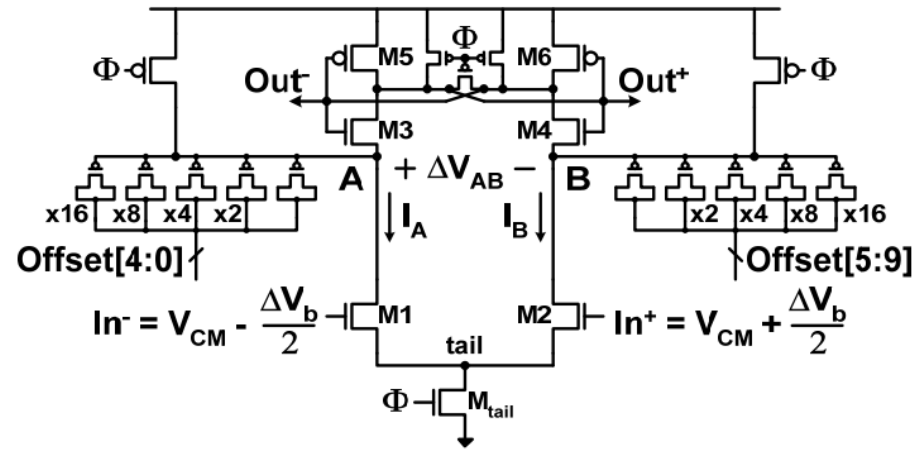 Φ
Φ M5 M6 Φ
Out⁻ Out⁺
M3 M4
A + ΔV_AB − B
x16 x8 x4 x2 x2 x4 x8 x16
I_A I_B
Offset[4:0] Offset[5:9]
In⁻ = V_CM - ΔV_b/2 M1 M2 In⁺ = V_CM + ΔV_b/2
tail
Φ M_tail